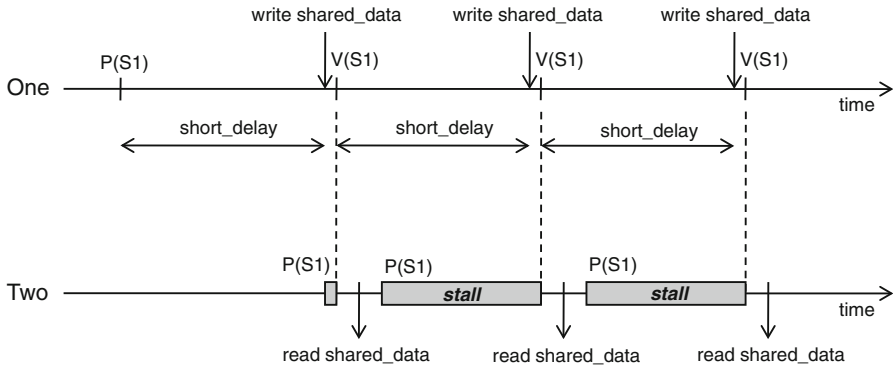 write shared_data write shared_data write shared_data
P(S1) V(S1) V(S1) V(S1)
One
time
short_delay short_delay short_delay
P(S1) P(S1) P(S1)
Two stall stall
time
read shared_data read shared_data read shared_data